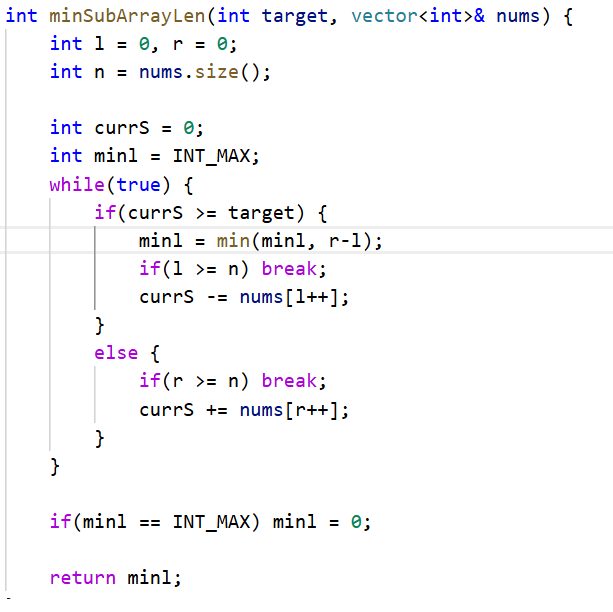 int minSubArrayLen(int target, vector<int>& nums) {
    int l = 0, r = 0;
    int n = nums.size();

    int currS = 0;
    int minl = INT_MAX;
    while(true) {
        if(currS >= target) {
            minl = min(minl, r-l);
            if(l >= n) break;
            currS -= nums[l++];
        }
        else {
            if(r >= n) break;
            currS += nums[r++];
        }
    }

    if(minl == INT_MAX) minl = 0;

    return minl;